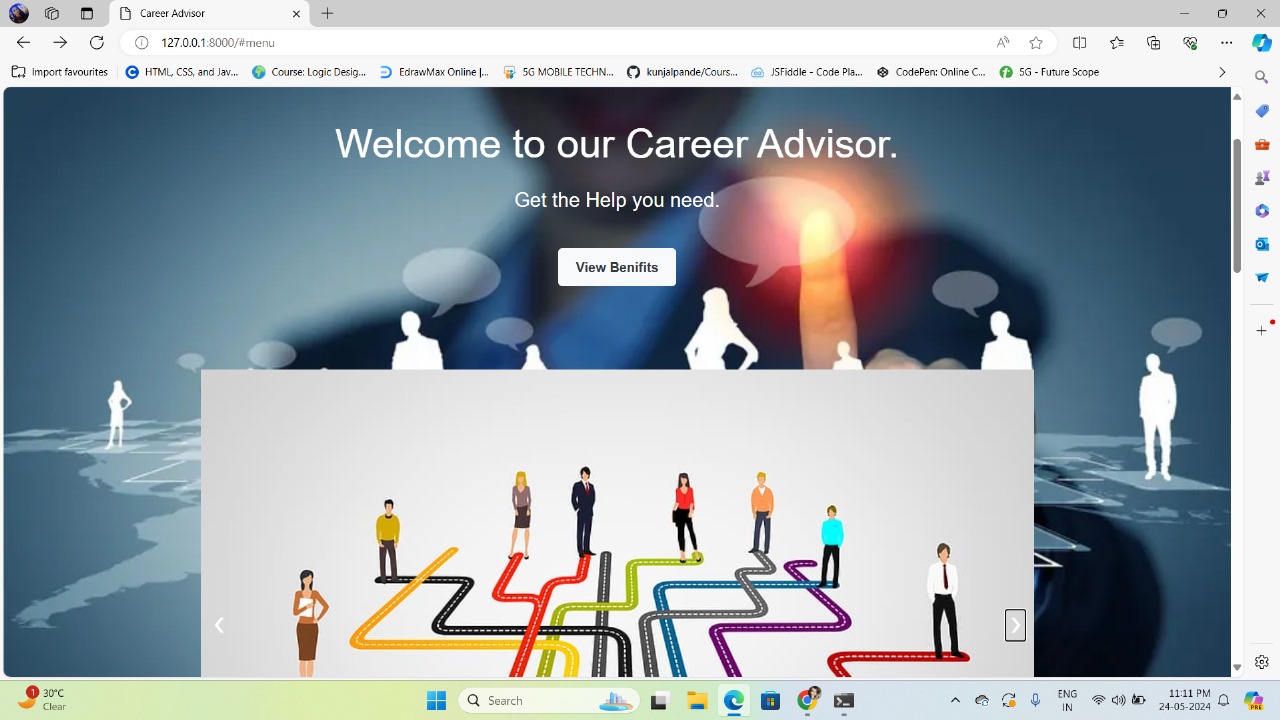 Career Advisor
127.0.0.1:8000/#menu
Import favourites
HTML, CSS, and Jav...
Course: Logic Desig...
EdrawMax Online |...
5G MOBILE TECHN...
kunjalpande/Cours...
JSFiddle - Code Pla...
CodePen: Online C...
5G - Future Scope
Welcome to our Career Advisor.
Get the Help you need.
View Benifits
1
30°C
Clear
Search
ENG
IN
11:11 PM
24-05-2024
PRE